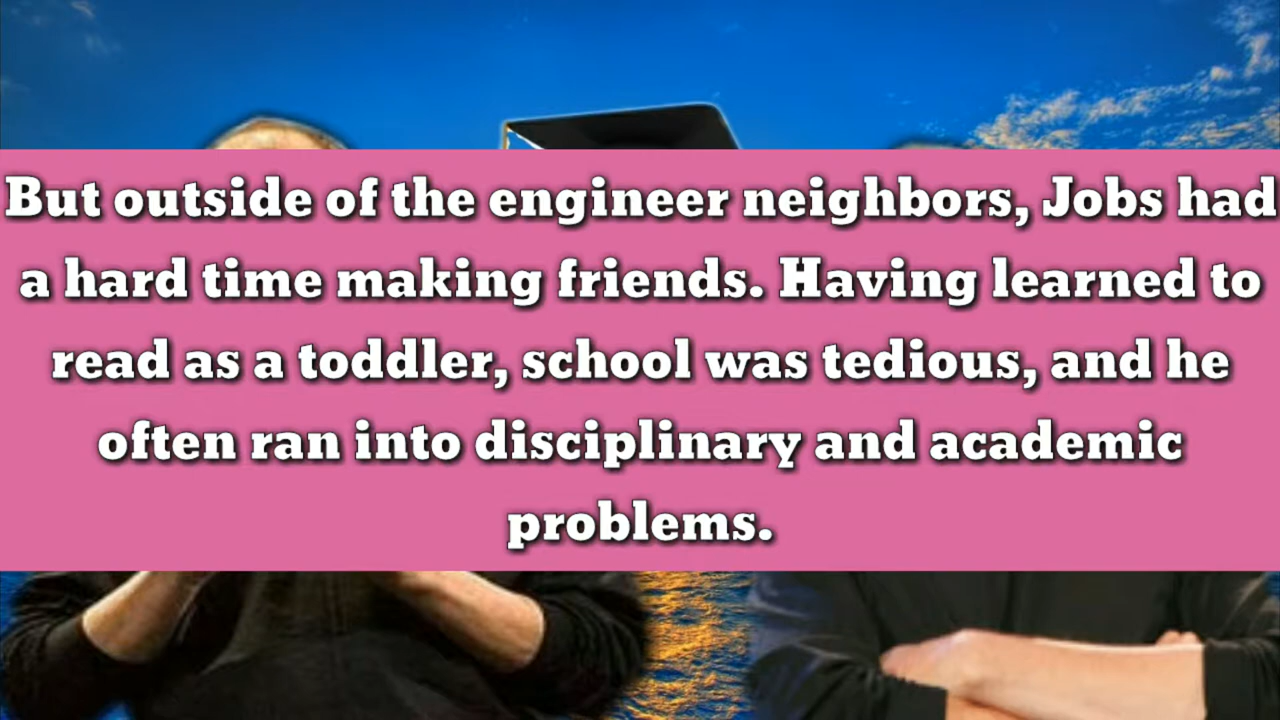 But outside of the engineer neighbors, Jobs had
a hard time making friends. Having learned to
read as a toddler, school was tedious, and he
often ran into disciplinary and academic
problems.